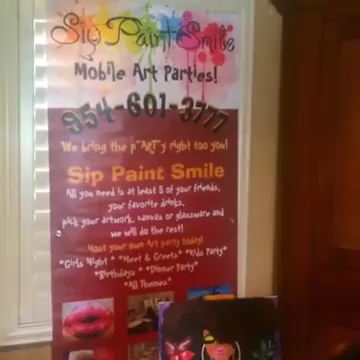 Sip Paint Smile
Mobile Art Parties!
954-601-3777
We bring the p"ART"y right too you!
Sip Paint Smile
All you need is at least 5 of your friends,
your favorite drinks,
pick your artwork, canvas or glassware and
we will do the rest!
Host your own Art party today!
*Girls Night * *Meet & Greets* *Kids Party*
*Birthdays * *Dinner Party*
*All Themes*